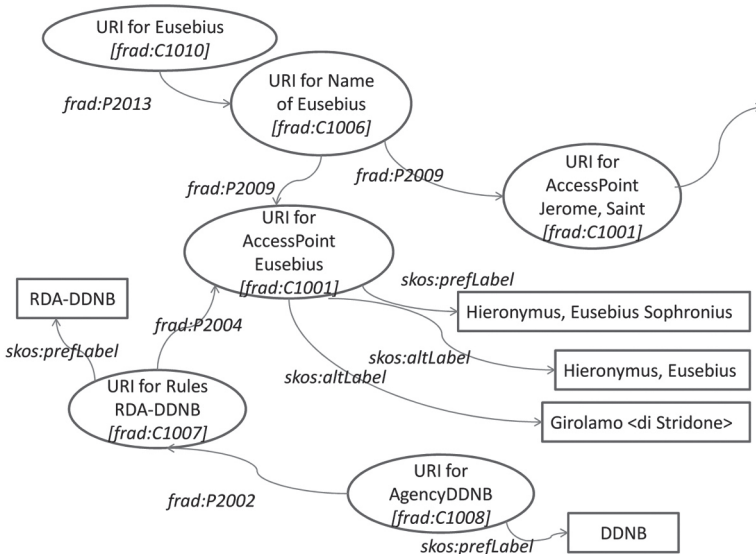 URI for Eusebius
[frad:C1010]
frad:P2013
URI for Name
of Eusebius
[frad:C1006]
frad:P2009
frad:P2009
URI for
AccessPoint
Jerome, Saint
[frad:C1001]
URI for
AccessPoint
Eusebius
[frad:C1001]
skos:prefLabel
RDA-DDNB
Hieronymus, Eusebius Sophronius
frad:P2004
skos:prefLabel
skos:altLabel
skos:altLabel
Hieronymus, Eusebius
URI for Rules
RDA-DDNB
[frad:C1007]
Girolamo <di Stridone>
URI for
AgencyDDNB
[frad:C1008]
frad:P2002
skos:prefLabel
DDNB